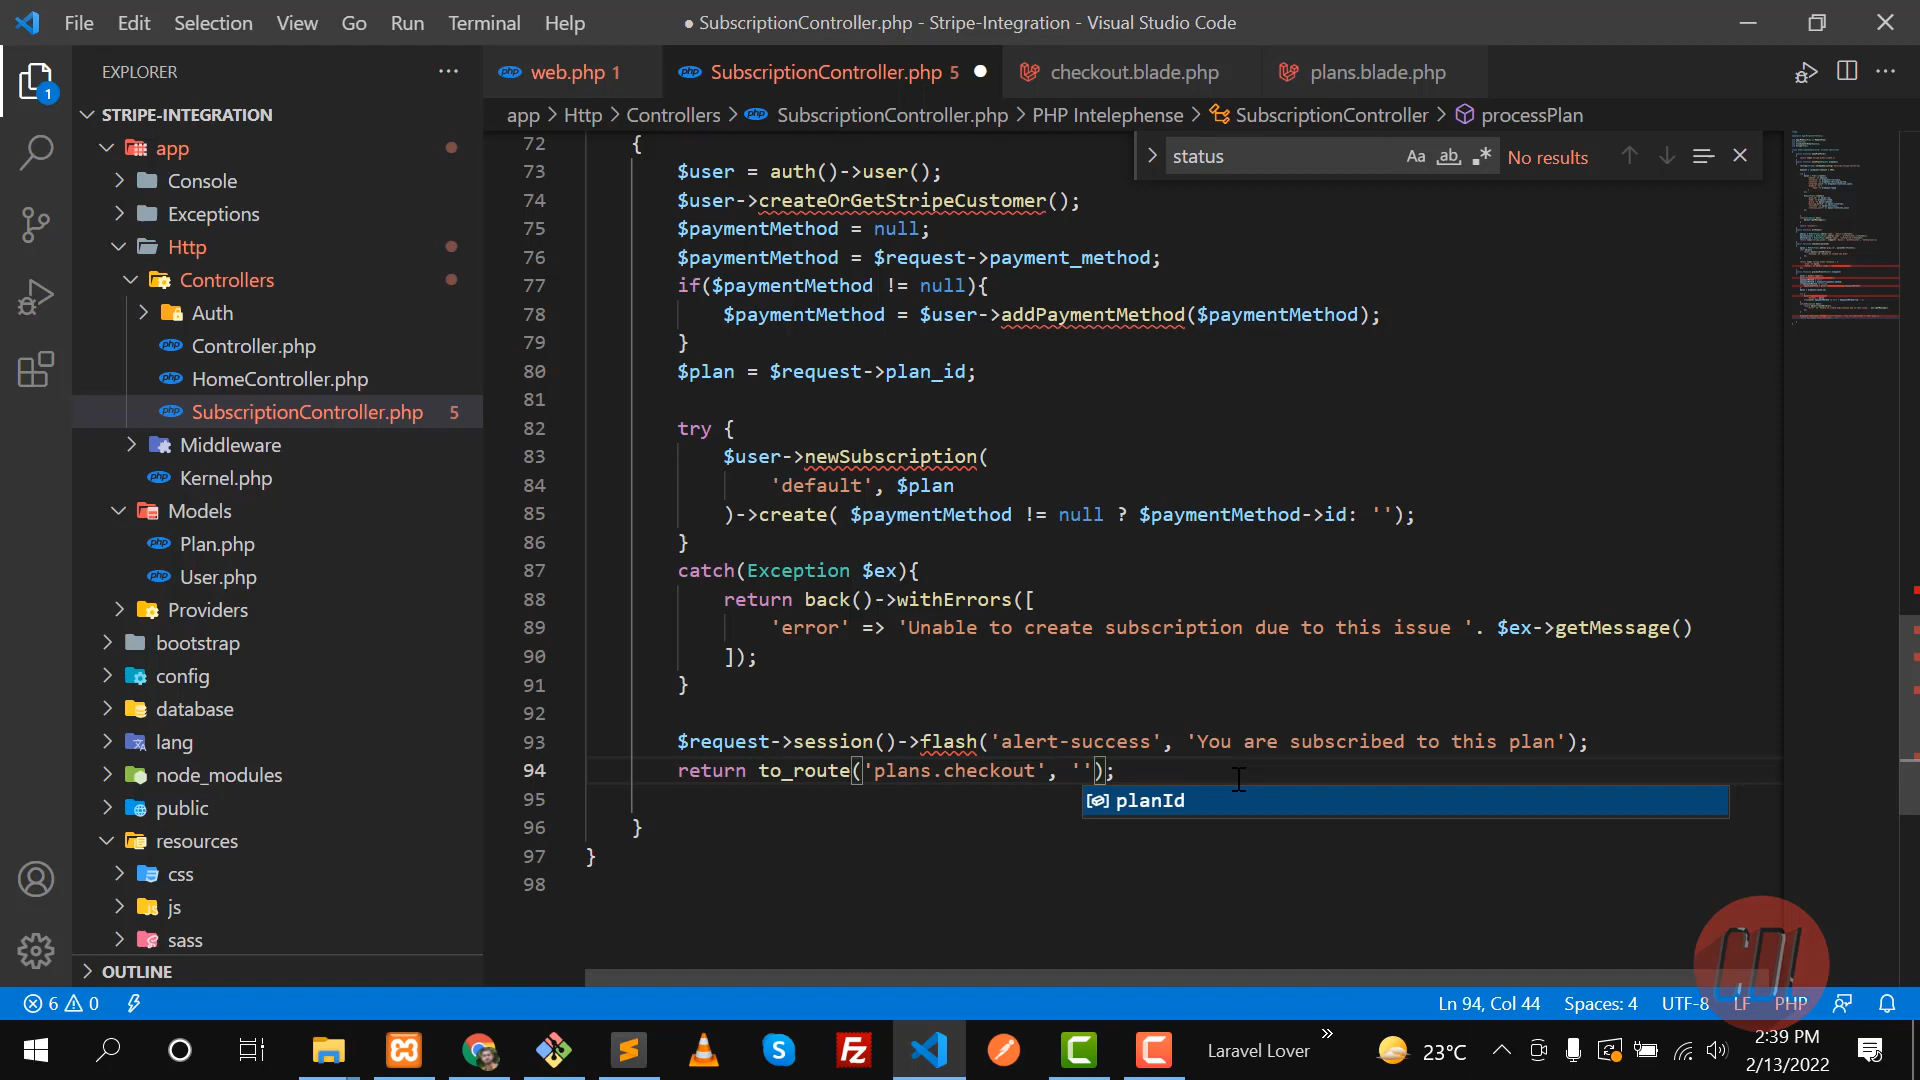 File Edit Selection View Go Run Terminal Help
● SubscriptionController.php - Stripe-Integration - Visual Studio Code
EXPLORER
STRIPE-INTEGRATION
app
Console
Exceptions
Http
Controllers
Auth
Controller.php
HomeController.php
SubscriptionController.php 5
Middleware
Kernel.php
Models
Plan.php
User.php
Providers
bootstrap
config
database
lang
node_modules
public
resources
css
js
sass
OUTLINE
1
web.php 1
SubscriptionController.php 5
checkout.blade.php
plans.blade.php
app > Http > Controllers > SubscriptionController.php > PHP Intelephense > SubscriptionController > processPlan
status
Aa ab
No results
72 {
73 $user = auth()->user();
74 $user->createOrGetStripeCustomer();
75 $paymentMethod = null;
76 $paymentMethod = $request->payment_method;
77 if($paymentMethod != null){
78 $paymentMethod = $user->addPaymentMethod($paymentMethod);
79 }
80 $plan = $request->plan_id;
81
82 try {
83 $user->newSubscription(
84 'default', $plan
85 )->create( $paymentMethod != null ? $paymentMethod->id: '');
86 }
87 catch(Exception $ex){
88 return back()->withErrors([
89 'error' => 'Unable to create subscription due to this issue '. $ex->getMessage()
90 ]);
91 }
92
93 $request->session()->flash('alert-success', 'You are subscribed to this plan');
94 return to_route('plans.checkout', '');
planId
95
96 }
97 }
98
6 0
Ln 94, Col 44 Spaces: 4 UTF-8 LF PHP
Laravel Lover
23°C
2:39 PM
2/13/2022